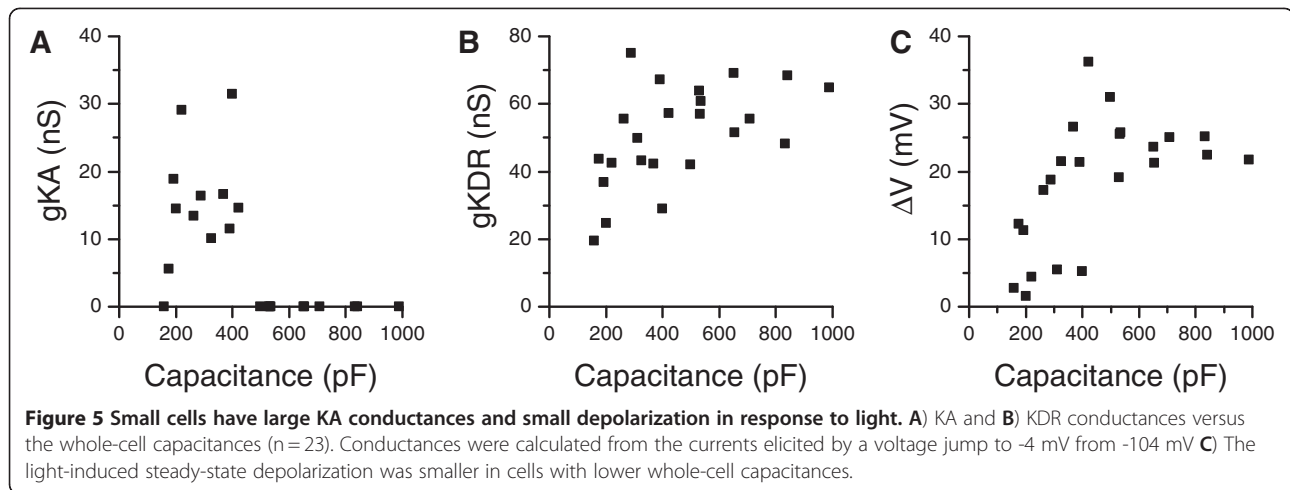 A
B
C
gKA (nS)
40
30
20
10
0
0
200
400
600
800
1000
Capacitance (pF)
gKDR (nS)
80
60
40
20
0
0
200
400
600
800
1000
Capacitance (pF)
ΔV (mV)
40
30
20
10
0
0
200
400
600
800
1000
Capacitance (pF)
Figure 5 Small cells have large KA conductances and small depolarization in response to light. A) KA and B) KDR conductances versus
the whole-cell capacitances (n = 23). Conductances were calculated from the currents elicited by a voltage jump to -4 mV from -104 mV C) The
light-induced steady-state depolarization was smaller in cells with lower whole-cell capacitances.